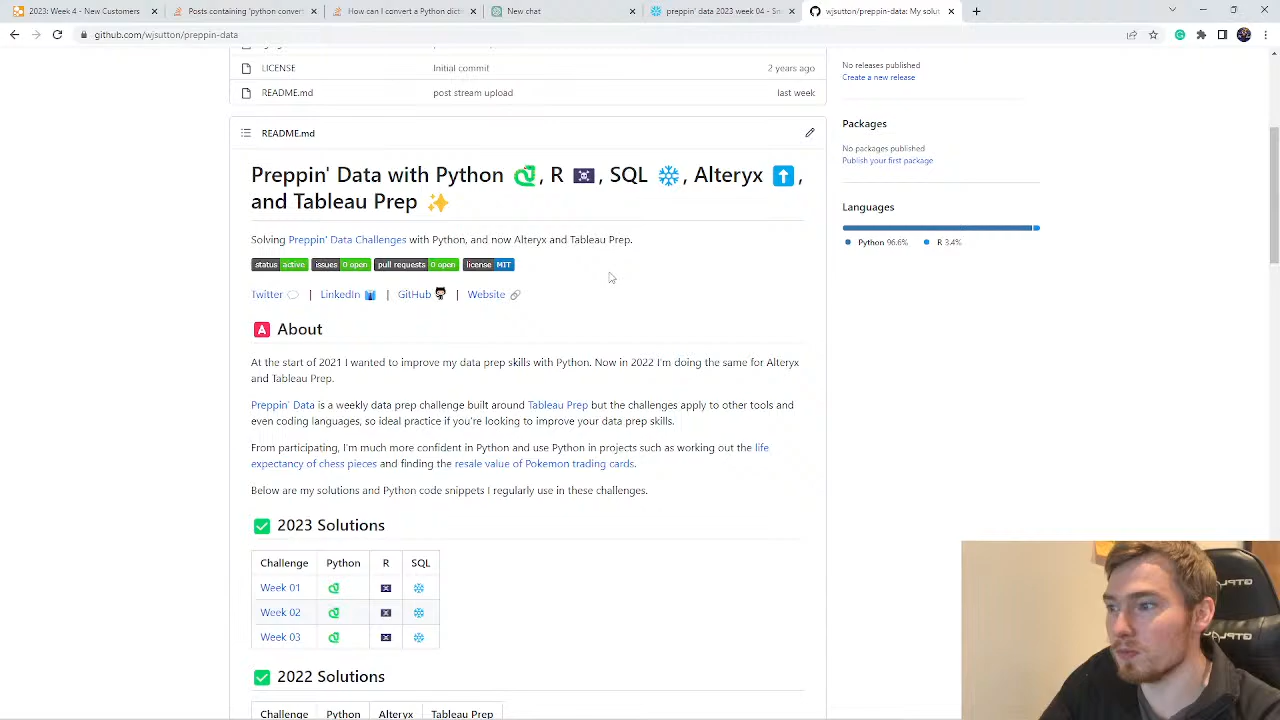 2023: Week 4 - New Customers
Posts containing 'python convert
How can I convert a Python dict
New chat
preppin' data 2023 week 04 - Sn
wjsutton/preppin-data: My solut
github.com/wjsutton/preppin-data
LICENSE
Initial commit
2 years ago
README.md
post stream upload
last week
README.md
Preppin' Data with Python , R , SQL , Alteryx ,
and Tableau Prep
Solving Preppin' Data Challenges with Python, and now Alteryx and Tableau Prep.
status active issues 0 open pull requests 0 open license MIT
Twitter | LinkedIn | GitHub | Website
A About
At the start of 2021 I wanted to improve my data prep skills with Python. Now in 2022 I'm doing the same for Alteryx
and Tableau Prep.
Preppin' Data is a weekly data prep challenge built around Tableau Prep but the challenges apply to other tools and
even coding languages, so ideal practice if you're looking to improve your data prep skills.
From participating, I'm much more confident in Python and use Python in projects such as working out the life
expectancy of chess pieces and finding the resale value of Pokemon trading cards.
Below are my solutions and Python code snippets I regularly use in these challenges.
2023 Solutions
Challenge Python R SQL
Week 01
Week 02
Week 03
2022 Solutions
Challenge Python Alteryx Tableau Prep
No releases published
Create a new release
Packages
No packages published
Publish your first package
Languages
Python 96.6% R 3.4%